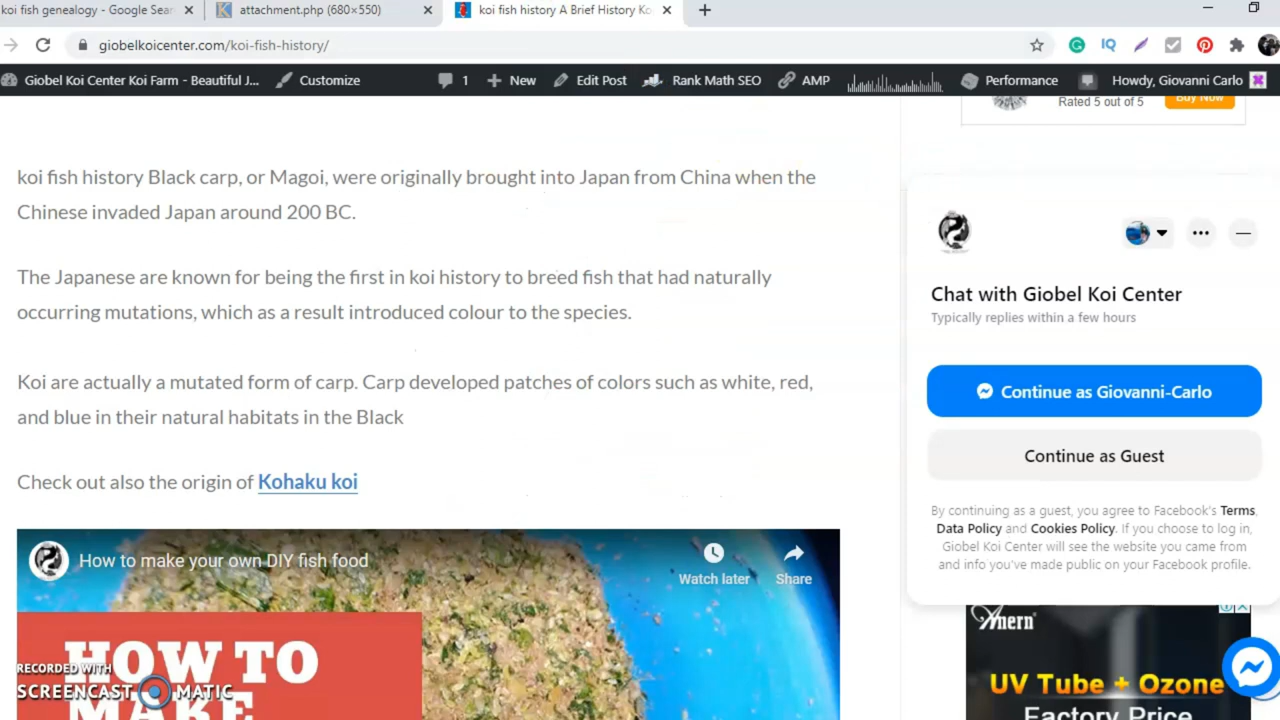 koi fish genealogy - Google Sear
attachment.php (680×550)
koi fish history A Brief History Ko
giobelkoicenter.com/koi-fish-history/
Giobel Koi Center Koi Farm - Beautiful J...
Customize
1
New
Edit Post
Rank Math SEO
AMP
Performance
Howdy, Giovanni Carlo
Rated 5 out of 5
Buy Now
koi fish history Black carp, or Magoi, were originally brought into Japan from China when the
Chinese invaded Japan around 200 BC.
The Japanese are known for being the first in koi history to breed fish that had naturally
occurring mutations, which as a result introduced colour to the species.
Koi are actually a mutated form of carp. Carp developed patches of colors such as white, red,
and blue in their natural habitats in the Black
Check out also the origin of Kohaku koi
How to make your own DIY fish food
Watch later
Share
HOW TO
MAKE
RECORDED WITH
SCREENCAST MATIC
Chat with Giobel Koi Center
Typically replies within a few hours
Continue as Giovanni-Carlo
Continue as Guest
By continuing as a guest, you agree to Facebook's Terms,
Data Policy and Cookies Policy. If you choose to log in,
Giobel Koi Center will see the website you came from
and info you've made public on your Facebook profile.
Anern
UV Tube + Ozone
Factory Price